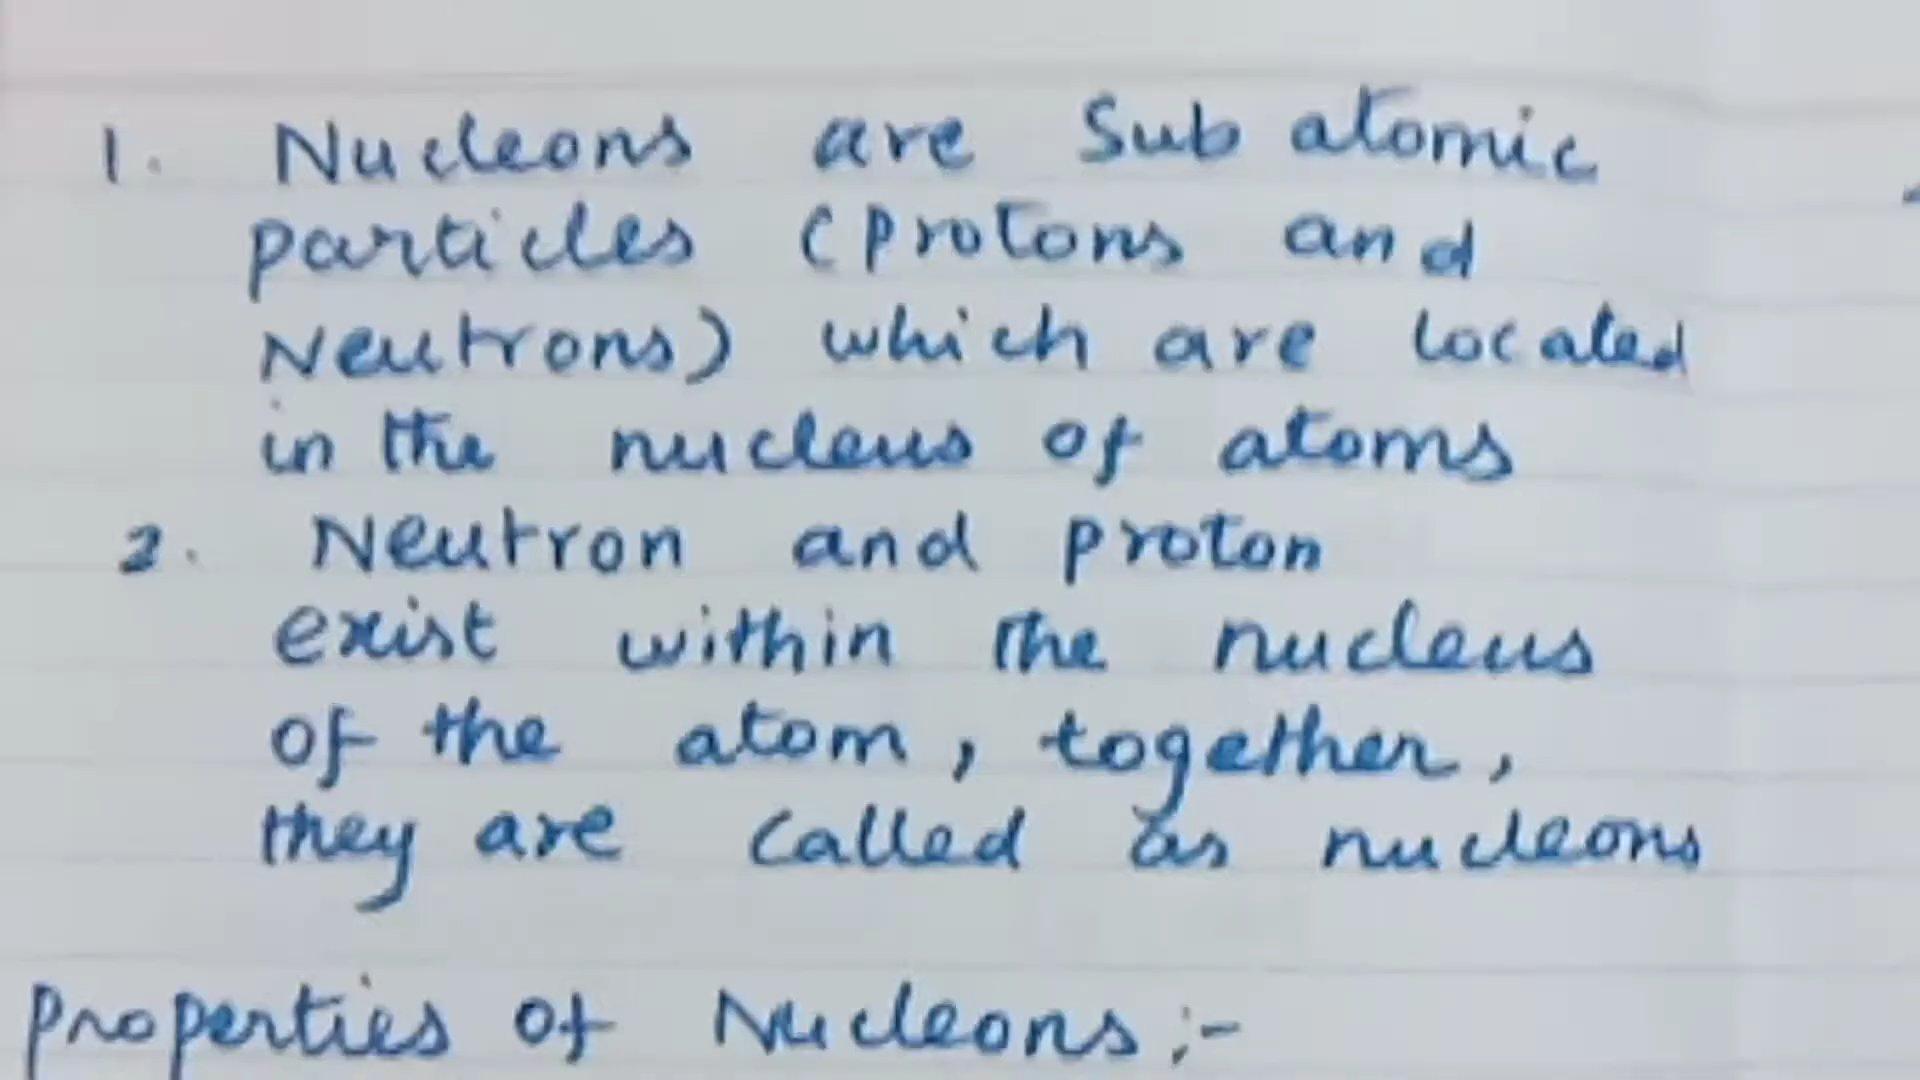 1. Nucleons are Sub atomic
particles (protons and
Neutrons) which are located
in the nucleus of atoms
2. Neutron and proton
exist within the nucleus
of the atom, together,
they are called as nucleons
Properties of Nucleons :-